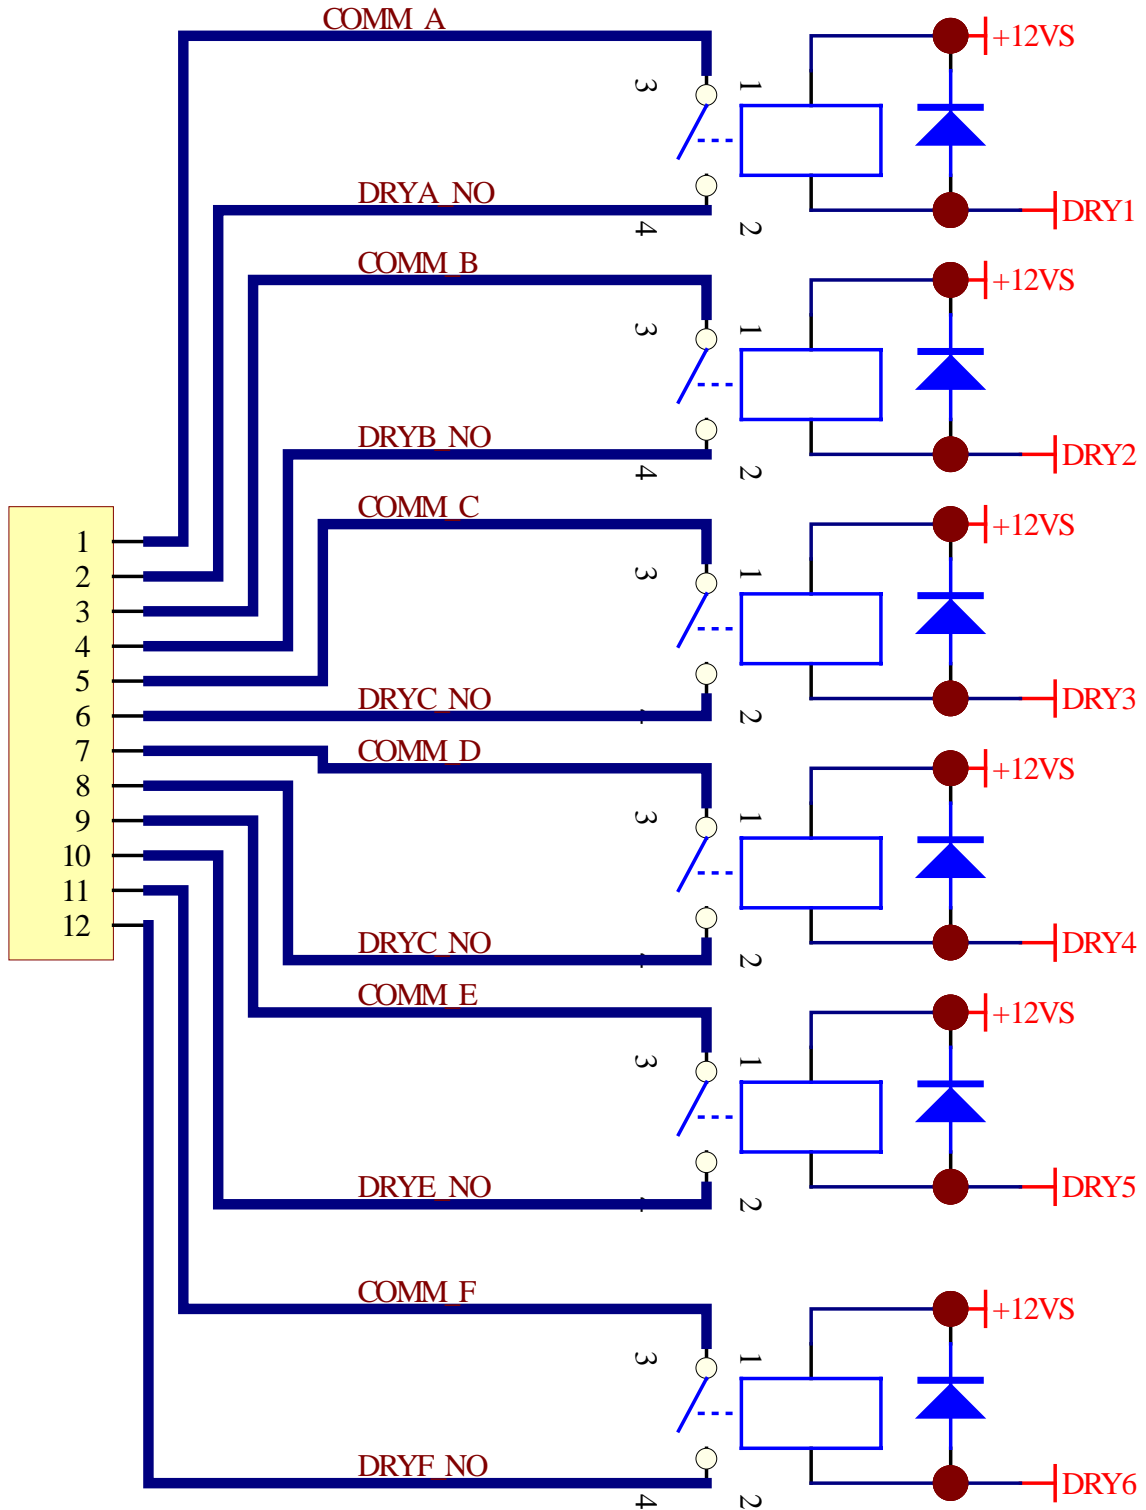 COMM_A
+12VS
3
1
DRYA_NO
DRY1
4
2
COMM_B
+12VS
3
1
DRYB_NO
DRY2
4
2
COMM_C
+12VS
3
1
DRYC_NO
DRY3
2
COMM_D
+12VS
3
1
DRYC_NO
DRY4
2
COMM_E
+12VS
3
1
DRYE_NO
DRY5
2
COMM_F
+12VS
3
1
DRYF_NO
DRY6
4
2
1
2
3
4
5
6
7
8
9
10
11
12